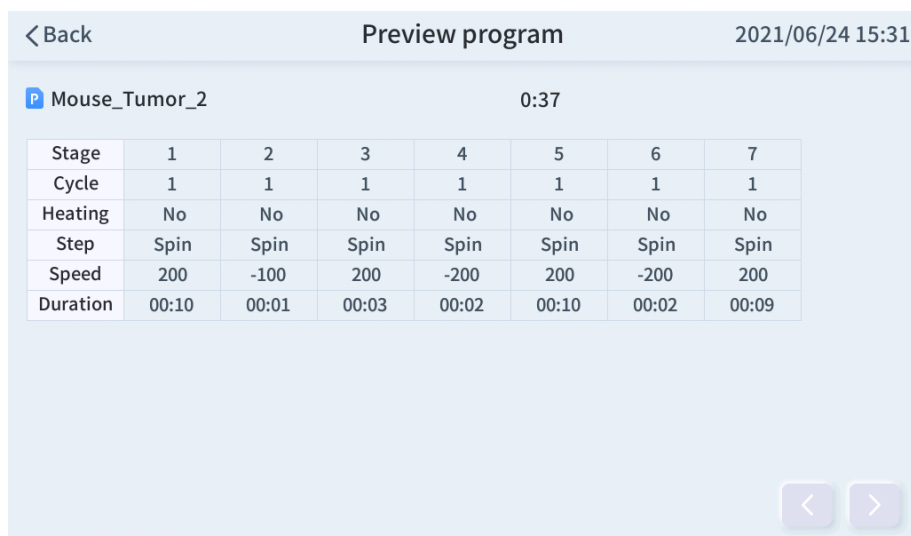 Back Preview program 2021/06/24 15:31
P Mouse_Tumor_2 0:37
Stage 1 2 3 4 5 6 7
Cycle 1 1 1 1 1 1 1
Heating No No No No No No No
Step Spin Spin Spin Spin Spin Spin Spin
Speed 200 -100 200 -200 200 -200 200
Duration 00:10 00:01 00:03 00:02 00:10 00:02 00:09